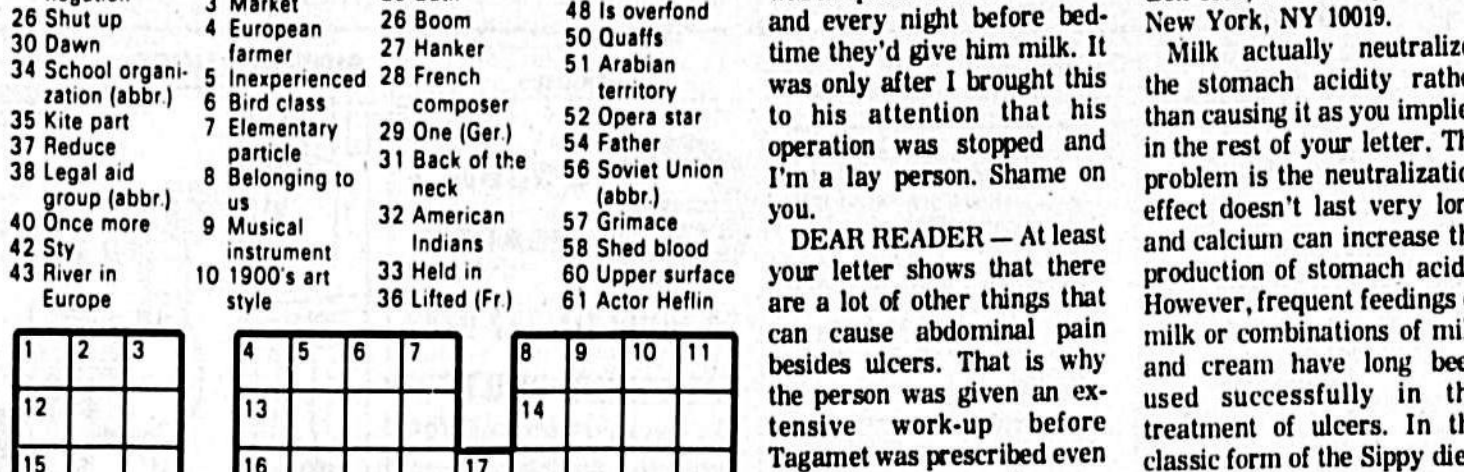 26 Shut up
30 Dawn
34 School organi-
zation (abbr.)
35 Kite part
37 Reduce
38 Legal aid
group (abbr.)
40 Once more
42 Sty
43 River in
Europe
3 Market
4 European
farmer
5 Inexperienced
6 Bird class
7 Elementary
particle
8 Belonging to
us
9 Musical
instrument
10 1900's art
style
26 Boom
27 Hanker
28 French
composer
29 One (Ger.)
31 Back of the
neck
32 American
Indians
33 Held in
36 Lifted (Fr.)
48 Is overfond
50 Quaffs
51 Arabian
territory
52 Opera star
54 Father
56 Soviet Union
(abbr.)
57 Grimace
58 Shed blood
60 Upper surface
61 Actor Heflin
1 2 3 4 5 6 7 8 9 10 11
12 13 14
15 16 17
and every night before bed-
time they'd give him milk. It
was only after I brought this
to his attention that his
operation was stopped and
I'm a lay person. Shame on
you.
DEAR READER — At least
your letter shows that there
are a lot of other things that
can cause abdominal pain
besides ulcers. That is why
the person was given an ex-
tensive work-up before
Tagamet was prescribed even
New York, NY 10019.
Milk actually neutralize
the stomach acidity rathe
than causing it as you implie
in the rest of your letter. Th
problem is the neutralizatio
effect doesn't last very lon
and calcium can increase th
production of stomach acid
However, frequent feedings
milk or combinations of mil
and cream have long bee
used successfully in th
treatment of ulcers. In th
classic form of the Sippy die